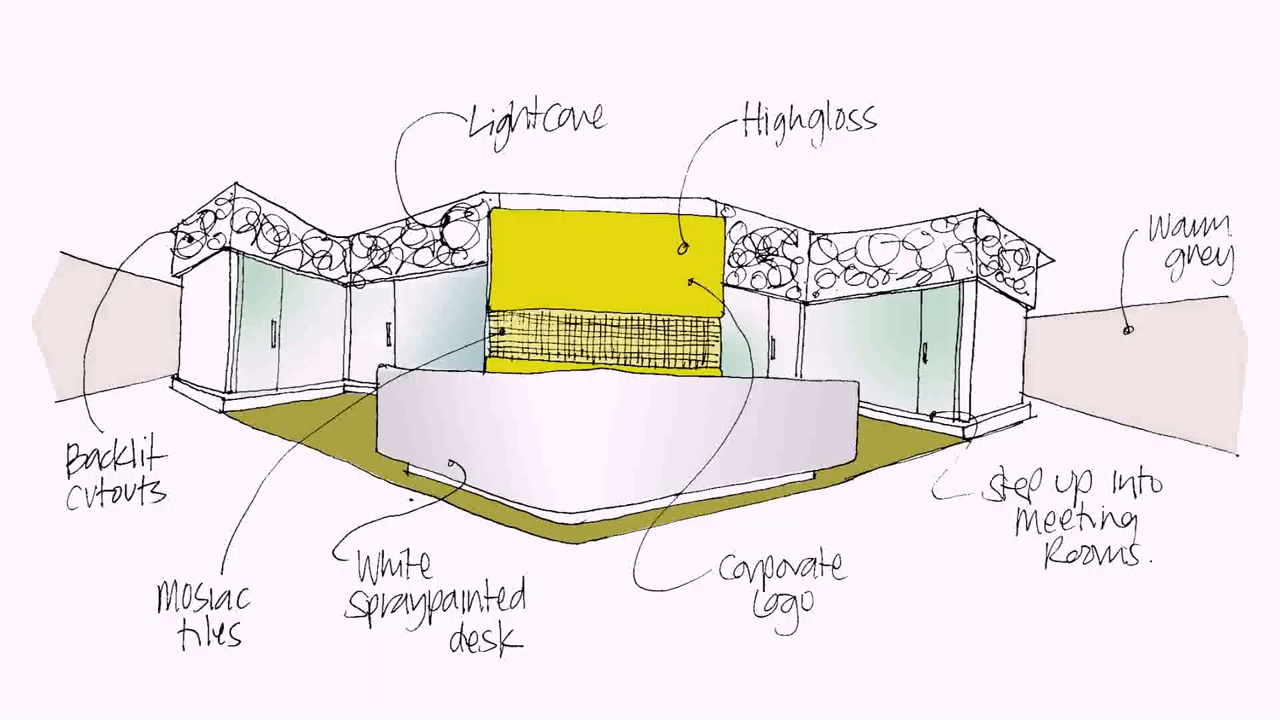 Lightcove
Highgloss
Warm
grey
Backlit
cutouts
Step up into
Meeting
Rooms.
White
spraypainted
desk
Corporate
Logo
Mosiac
tiles